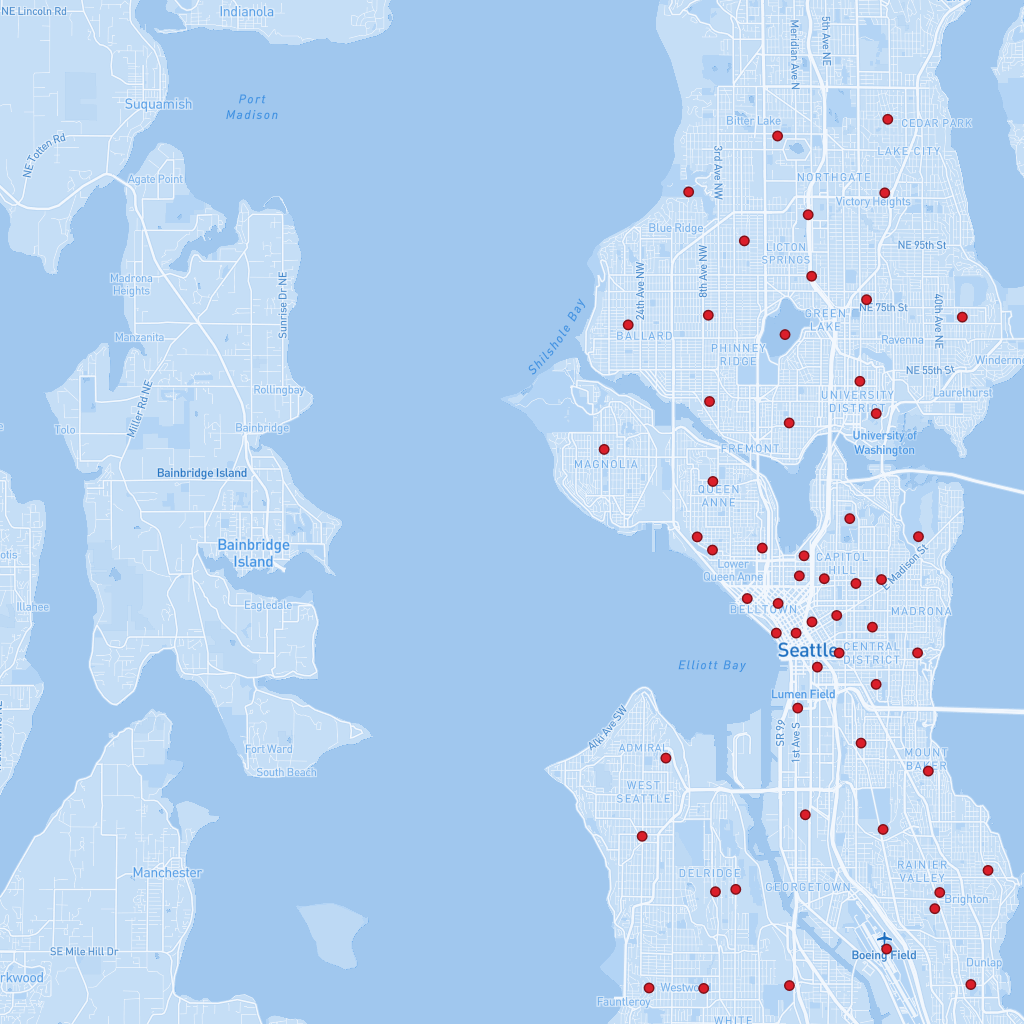 NE Lincoln Rd
Indianola
Meridian Ave N
5th Ave NE
Port
Madison
Suquamish
Bitter Lake
CEDAR PARK
NE Totten Rd
LAKE CITY
3rd Ave NW
Agate Point
NORTHGATE
Victory Heights
Blue Ridge
NE 95th St
LICTON
SPRINGS
Madrona
Heights
Sunrise Dr NE
24th Ave NW
8th Ave NW
NE 75th St
40th Ave NE
Shilshole Bay
GREEN
LAKE
Manzanita
BALLARD
Ravenna
PHINNEY
RIDGE
Winderme
NE 55th St
Rollingbay
Miller Rd NE
UNIVERSITY
DISTRICT
Laurelhurst
Tolo
Bainbridge
University of
Washington
FREMONT
Bainbridge Island
MAGNOLIA
QUEEN
ANNE
Bainbridge
Island
otis
CAPITOL
HILL
E Madison St
Lower
Queen Anne
Illahee
Eagledale
BELLTOWN
MADRONA
Seattle
CENTRAL
DISTRICT
Elliott Bay
Lumen Field
Alki Ave SW
SR 99
1st Ave S
Fort Ward
ADMIRAL
MOUNT
BAKER
South Beach
WEST
SEATTLE
Manchester
DELRIDGE
GEORGETOWN
RAINIER
VALLEY
Brighton
SE Mile Hill Dr
Boeing Field
Dunlap
rkwood
Westwo
Fauntleroy
WHITE